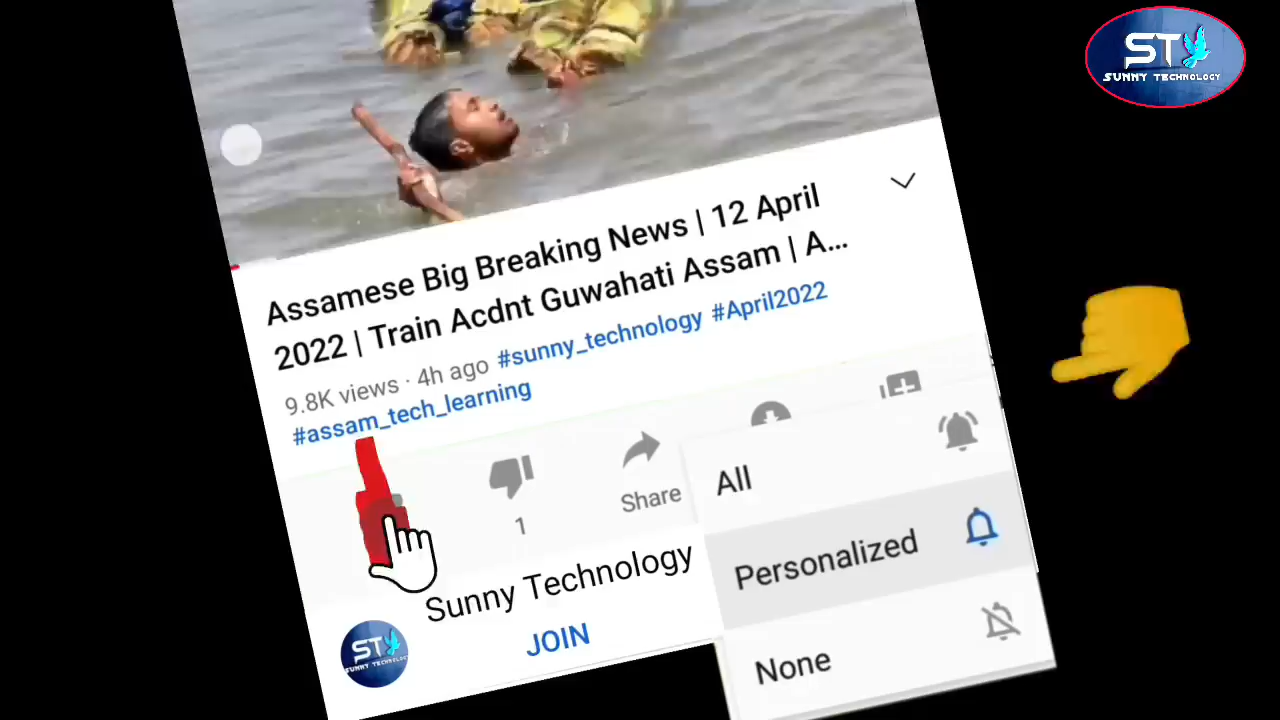 ST
SUNNY TECHNOLOGY
Assamese Big Breaking News | 12 April
2022 | Train Acdnt Guwahati Assam | A...
9.8K views · 4h ago #sunny_technology #April2022
#assam_tech_learning
1
Share
All
Personalized
None
Sunny Technology
JOIN
ST
SUNNY TECHNOLOGY